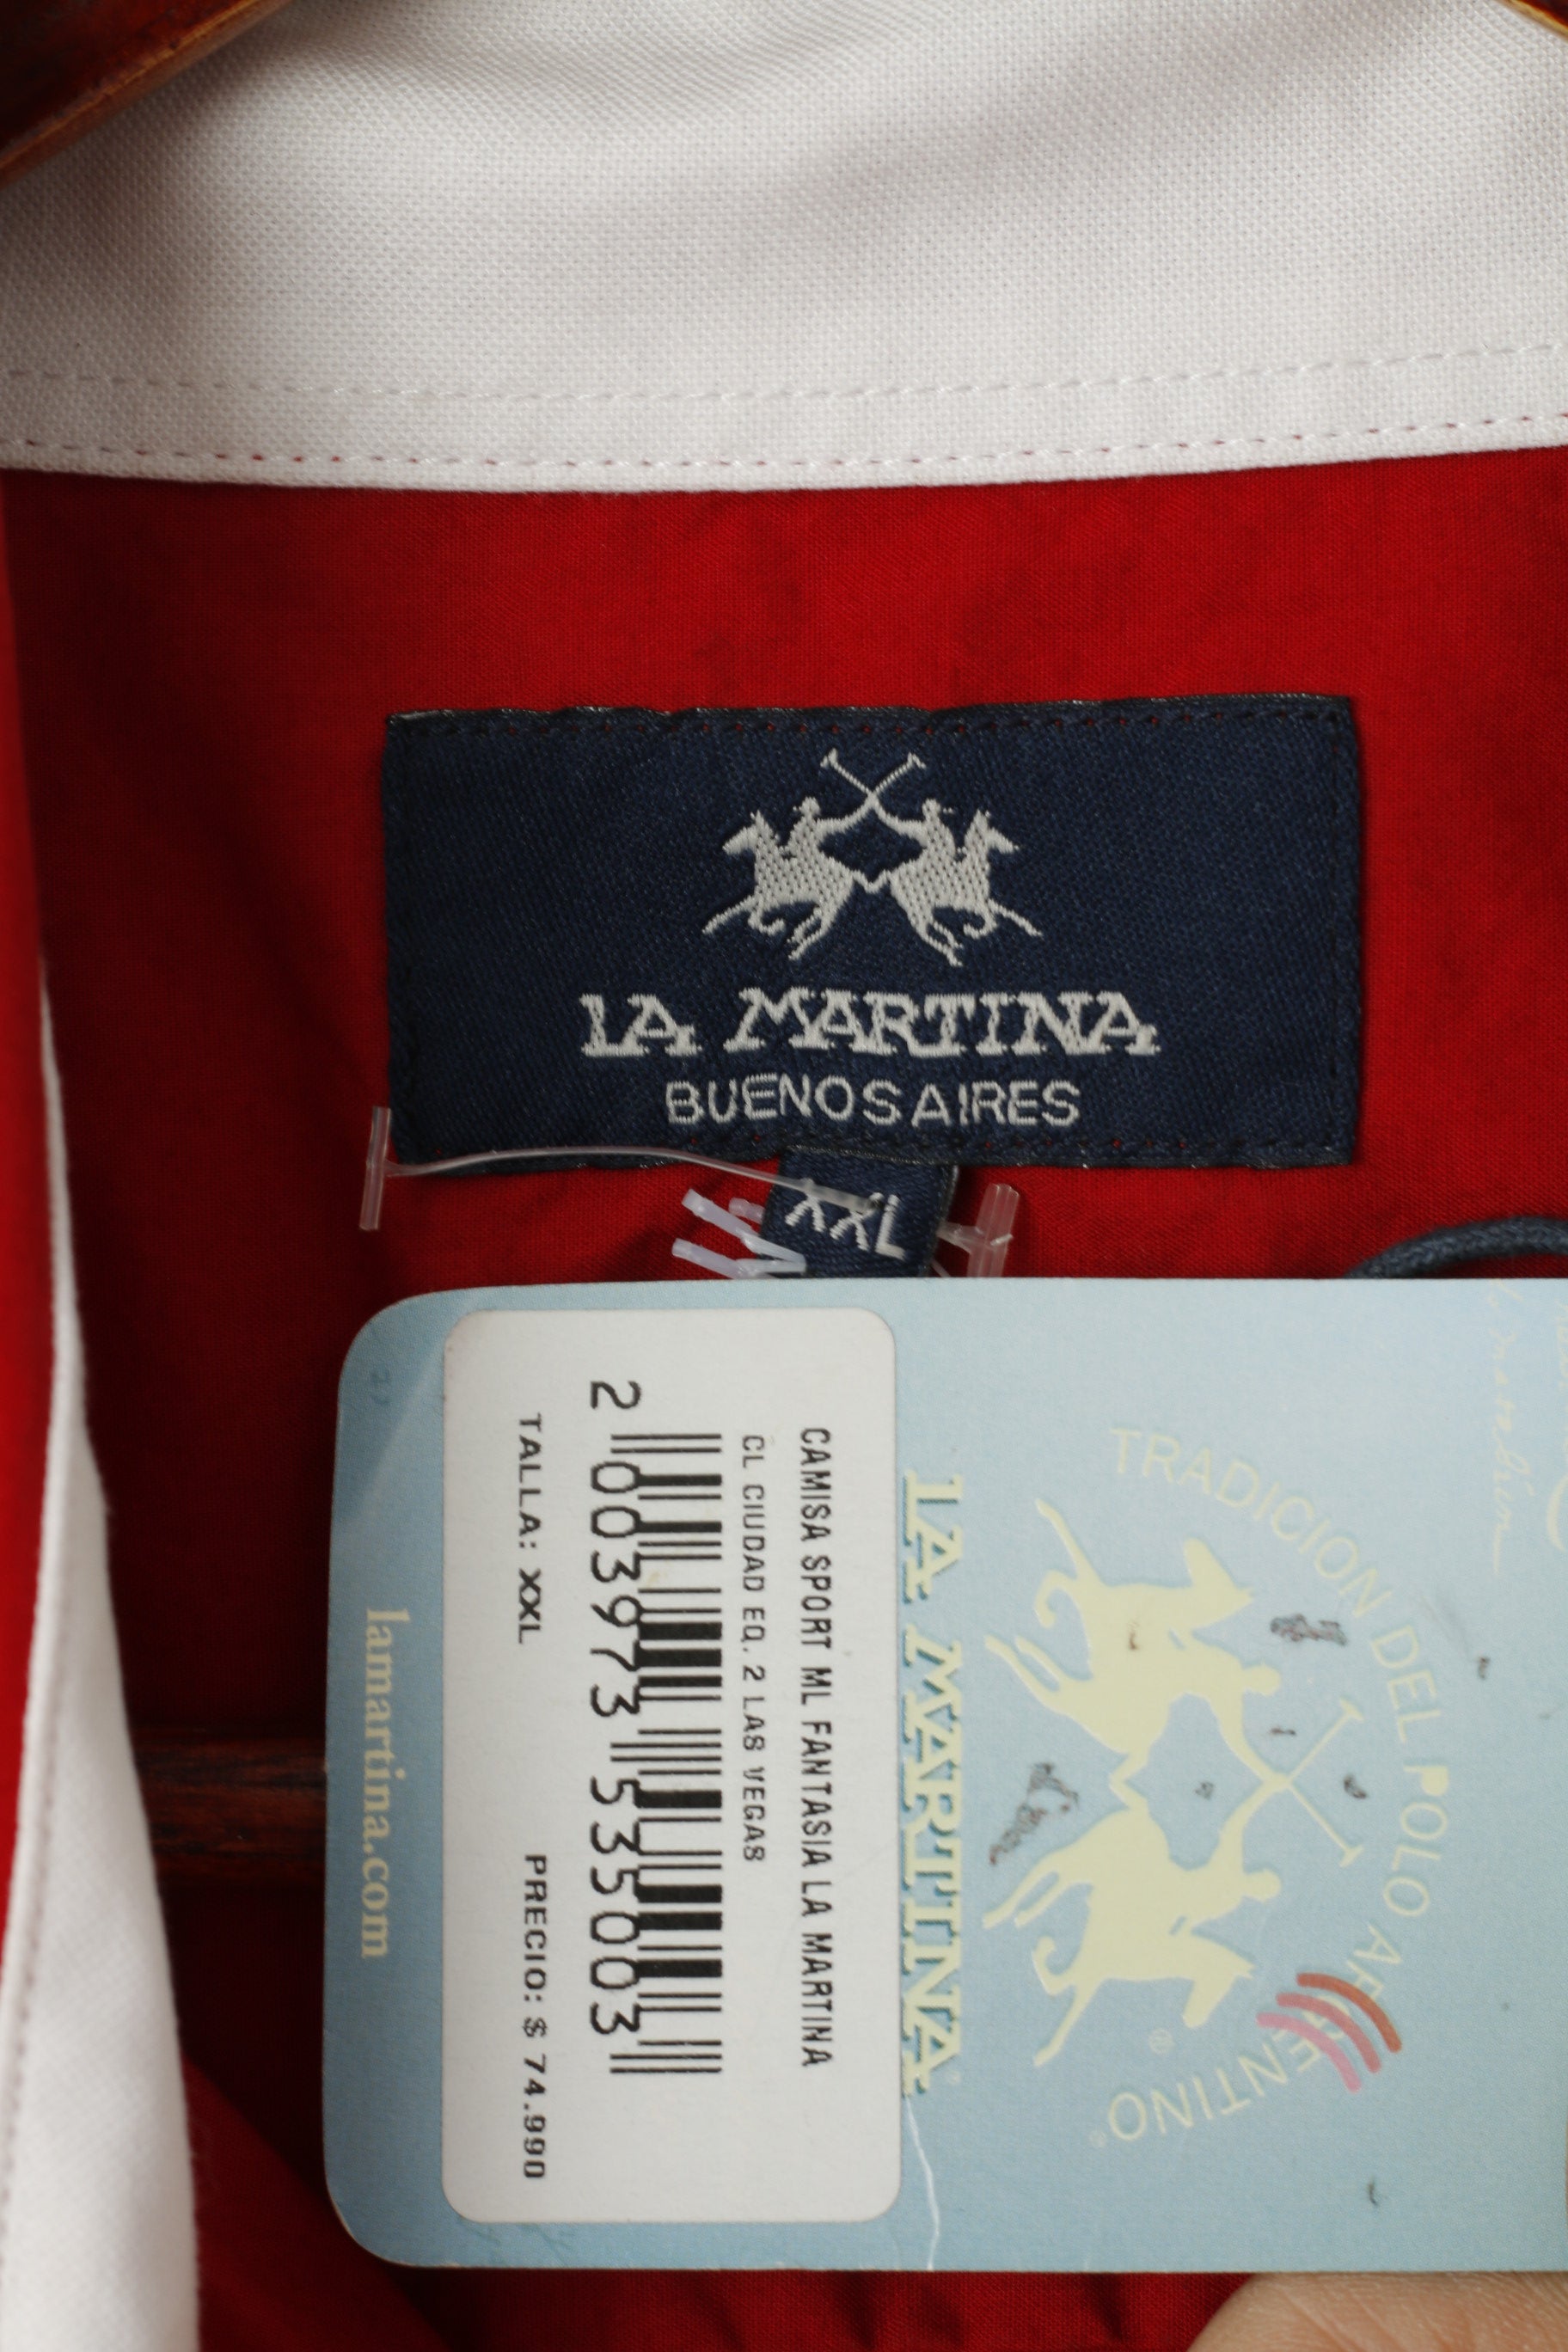 LA MARTINA
BUENOS AIRES
XXL
TRADICION DEL POLO ARGENTINO®
LA MARTINA®
CAMISA SPORT ML FANTASIA LA MARTINA
CL CIUDAD EQ. 2 LAS VEGAS
2 003973 535003
TALLA: XXL
PRECIO: $ 74.990
lamartina.com